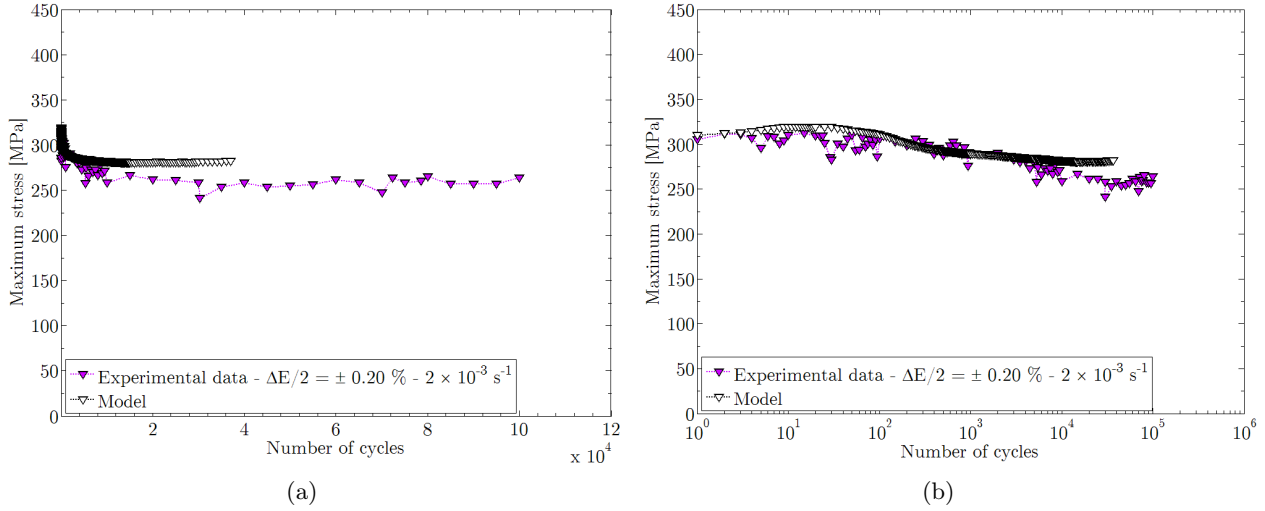 450
400
350
300
250
200
150
100
50
0
Maximum stress [MPa]
Experimental data - ΔE/2 = ± 0.20 % - 2 × 10⁻³ s⁻¹
Model
2 4 6 8 10 12
Number of cycles
x 10⁴
(a)
450
400
350
300
250
200
150
100
50
0
Maximum stress [MPa]
Experimental data - ΔE/2 = ± 0.20 % - 2 × 10⁻³ s⁻¹
Model
10⁰ 10¹ 10² 10³ 10⁴ 10⁵ 10⁶
Number of cycles
(b)